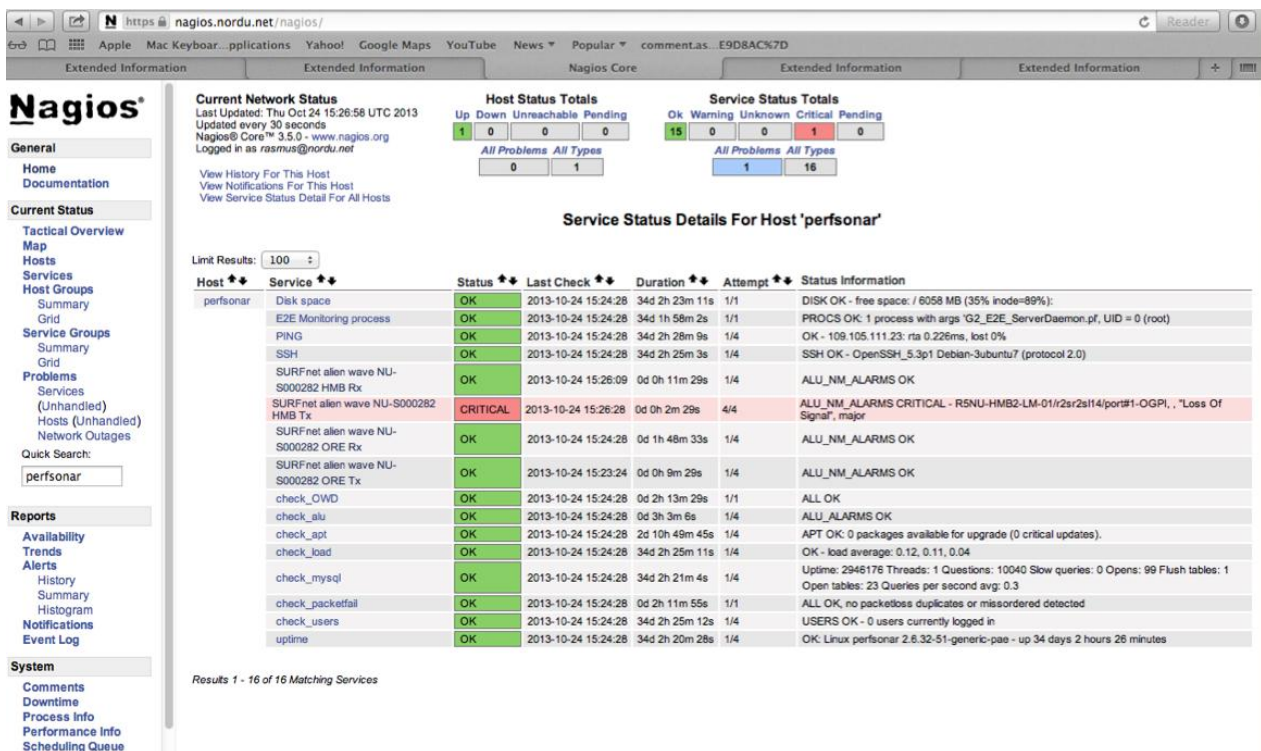 https nagios.nordu.net/nagios/
Reader
Apple Mac Keyboar...pplications Yahoo! Google Maps YouTube News Popular comment.as...E9D8AC%7D
Extended Information Extended Information Nagios Core Extended Information Extended Information
Nagios®
General
Home
Documentation
Current Status
Tactical Overview
Map
Hosts
Services
Host Groups
Summary
Grid
Service Groups
Summary
Grid
Problems
Services
(Unhandled)
Hosts (Unhandled)
Network Outages
Quick Search:
perfsonar
Reports
Availability
Trends
Alerts
History
Summary
Histogram
Notifications
Event Log
System
Comments
Downtime
Process Info
Performance Info
Scheduling Queue
Current Network Status
Last Updated: Thu Oct 24 15:26:58 UTC 2013
Updated every 30 seconds
Nagios® Core™ 3.5.0 - www.nagios.org
Logged in as rasmus@nordu.net
View History For This Host
View Notifications For This Host
View Service Status Detail For All Hosts
Host Status Totals
Up Down Unreachable Pending
1 0 0 0
All Problems All Types
0 1
Service Status Totals
Ok Warning Unknown Critical Pending
15 0 0 1 0
All Problems All Types
1 16
Service Status Details For Host 'perfsonar'
Limit Results: 100
Host Service Status Last Check Duration Attempt Status Information
perfsonar Disk space OK 2013-10-24 15:24:28 34d 2h 23m 11s 1/1 DISK OK - free space: / 6058 MB (35% inode=89%):
E2E Monitoring process OK 2013-10-24 15:24:28 34d 1h 58m 2s 1/1 PROCS OK: 1 process with args 'G2_E2E_ServerDaemon.pl', UID = 0 (root)
PING OK 2013-10-24 15:24:28 34d 2h 28m 9s 1/4 OK - 109.105.111.23: rta 0.226ms, lost 0%
SSH OK 2013-10-24 15:24:28 34d 2h 25m 3s 1/4 SSH OK - OpenSSH_5.3p1 Debian-3ubuntu7 (protocol 2.0)
SURFnet alien wave NU-
S000282 HMB Rx OK 2013-10-24 15:26:09 0d 0h 11m 29s 1/4 ALU_NM_ALARMS OK
SURFnet alien wave NU-S000282
HMB Tx CRITICAL 2013-10-24 15:26:28 0d 0h 2m 29s 4/4 ALU_NM_ALARMS CRITICAL - R5NU-HMB2-LM-01/r2sr2sl14/port#1-OGPI, , "Loss Of
Signal", major
SURFnet alien wave NU-
S000282 ORE Rx OK 2013-10-24 15:24:28 0d 1h 48m 33s 1/4 ALU_NM_ALARMS OK
SURFnet alien wave NU-
S000282 ORE Tx OK 2013-10-24 15:23:24 0d 0h 9m 29s 1/4 ALU_NM_ALARMS OK
check_OWD OK 2013-10-24 15:24:28 0d 2h 13m 29s 1/1 ALL OK
check_alu OK 2013-10-24 15:24:28 0d 3h 3m 6s 1/4 ALU_ALARMS OK
check_apt OK 2013-10-24 15:24:28 2d 10h 49m 45s 1/4 APT OK: 0 packages available for upgrade (0 critical updates).
check_load OK 2013-10-24 15:24:28 34d 2h 25m 11s 1/4 OK - load average: 0.12, 0.11, 0.04
check_mysql OK 2013-10-24 15:24:28 34d 2h 21m 4s 1/4 Uptime: 2946176 Threads: 1 Questions: 10040 Slow queries: 0 Opens: 99 Flush tables: 1
Open tables: 23 Queries per second avg: 0.3
check_packetfail OK 2013-10-24 15:24:28 0d 2h 11m 55s 1/1 ALL OK, no packetloss duplicates or missordered detected
check_users OK 2013-10-24 15:24:28 34d 2h 25m 12s 1/4 USERS OK - 0 users currently logged in
uptime OK 2013-10-24 15:24:28 34d 2h 20m 28s 1/4 OK: Linux perfsonar 2.6.32-51-generic-pae - up 34 days 2 hours 26 minutes
Results 1 - 16 of 16 Matching Services